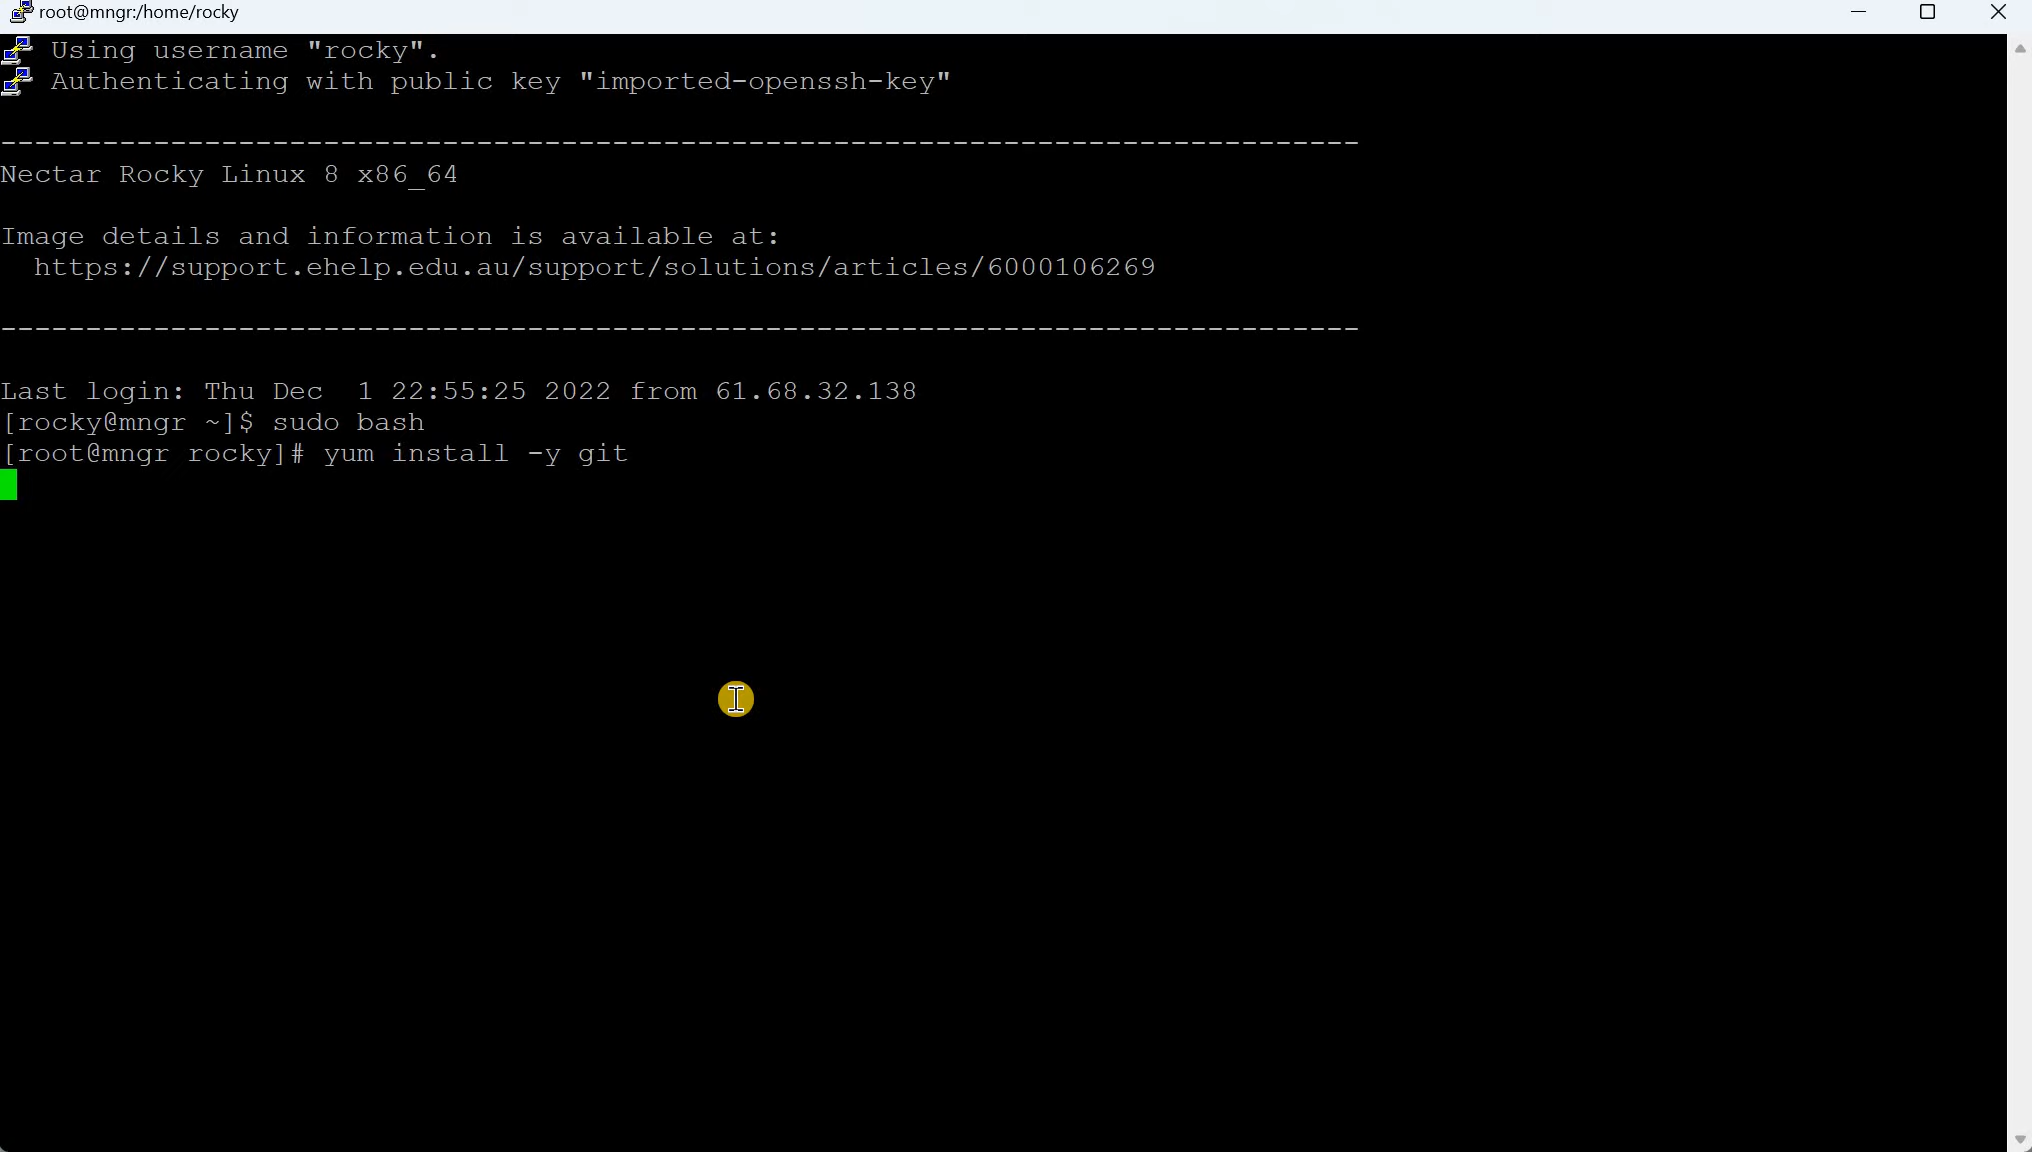 root@mngr:/home/rocky
Using username "rocky".
Authenticating with public key "imported-openssh-key"
--------------------------------------------------------------------------------
Nectar Rocky Linux 8 x86_64
Image details and information is available at:
https://support.ehelp.edu.au/support/solutions/articles/6000106269
--------------------------------------------------------------------------------
Last login: Thu Dec  1 22:55:25 2022 from 61.68.32.138
[rocky@mngr ~]$ sudo bash
[root@mngr rocky]# yum install -y git